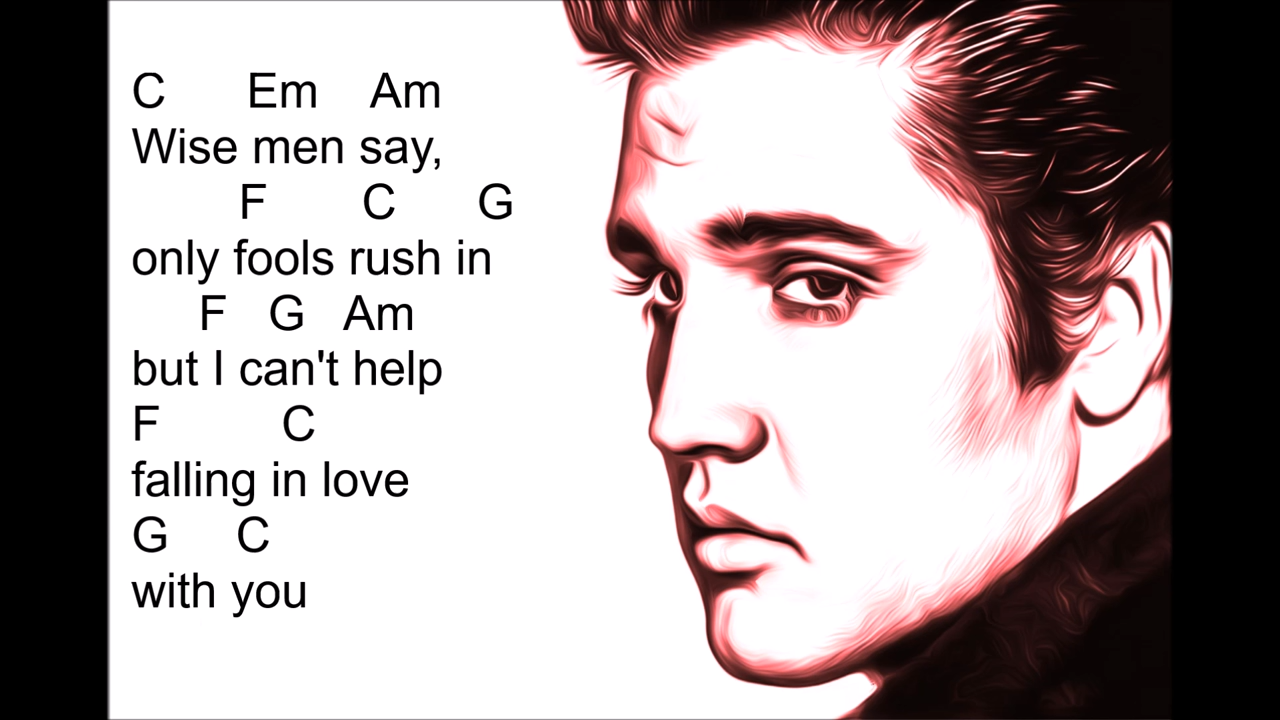 C Em Am
Wise men say,
F C G
only fools rush in
F G Am
but I can't help
F C
falling in love
G C
with you